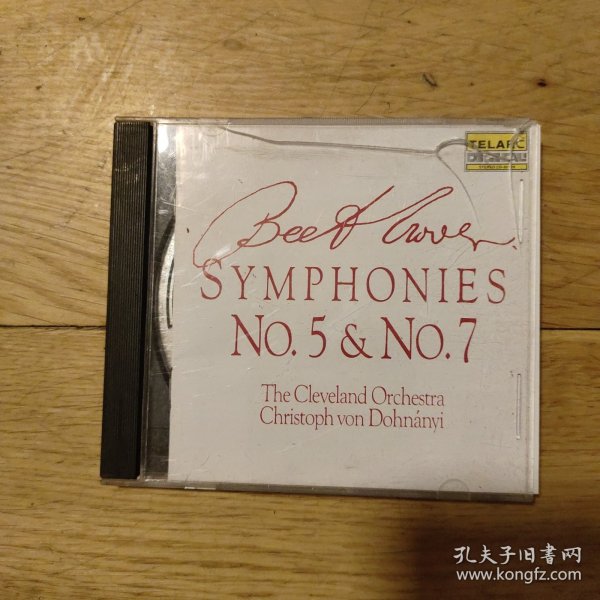 TELARC
DIGITAL
Beethoven
SYMPHONIES
NO. 5 & NO. 7
The Cleveland Orchestra
Christoph von Dohnányi
孔夫子旧书网
www.kongfz.com